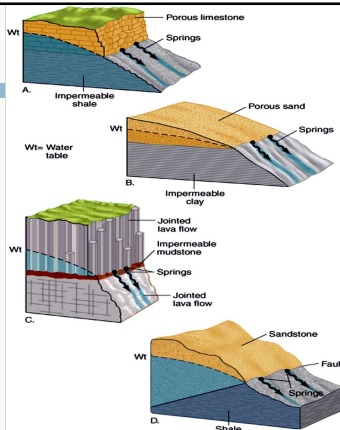 Porous limestone
Wt
Springs
A.
Impermeable
shale
Porous sand
Wt
Springs
Wt= Water
table
B.
Impermeable
clay
Jointed
lava flow
Impermeable
mudstone
Wt
Springs
Jointed
lava flow
C.
Sandstone
Wt
Springs
D.
Shale